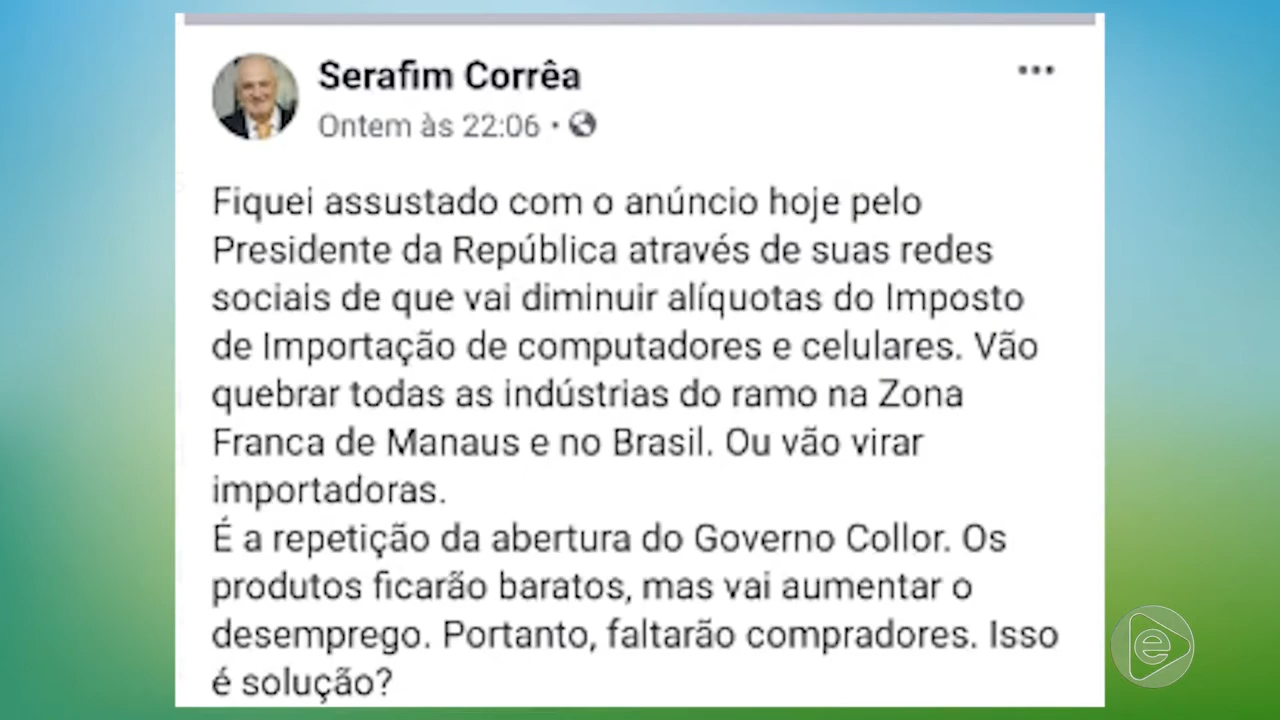 Serafim Corrêa
Ontem às 22:06 •
Fiquei assustado com o anúncio hoje pelo
Presidente da República através de suas redes
sociais de que vai diminuir alíquotas do Imposto
de Importação de computadores e celulares. Vão
quebrar todas as indústrias do ramo na Zona
Franca de Manaus e no Brasil. Ou vão virar
importadoras.
É a repetição da abertura do Governo Collor. Os
produtos ficarão baratos, mas vai aumentar o
desemprego. Portanto, faltarão compradores. Isso
é solução?
e